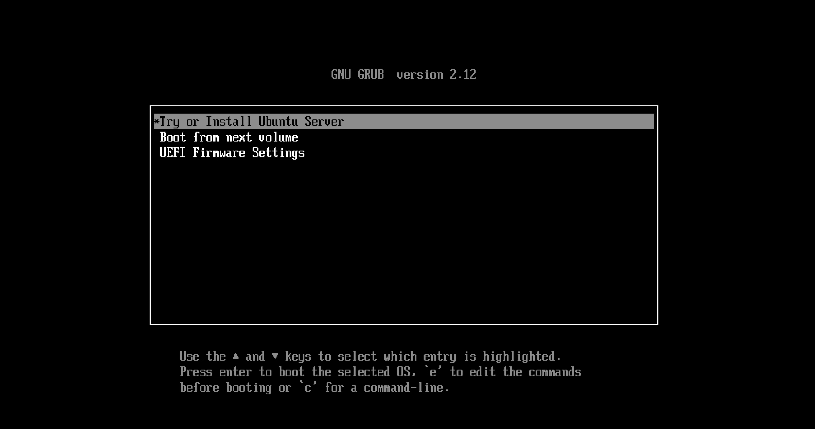 GNU GRUB  version 2.12
*Try or Install Ubuntu Server
Boot from next volume
UEFI Firmware Settings
Use the ▲ and ▼ keys to select which entry is highlighted.
Press enter to boot the selected OS, `e' to edit the commands
before booting or `c' for a command-line.